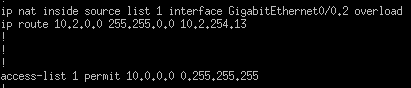 ip nat inside source list 1 interface GigabitEthernet0/0.2 overload
ip route 10.2.0.0 255.255.0.0 10.2.254.13
!
!
!
access-list 1 permit 10.0.0.0 0.255.255.255
!